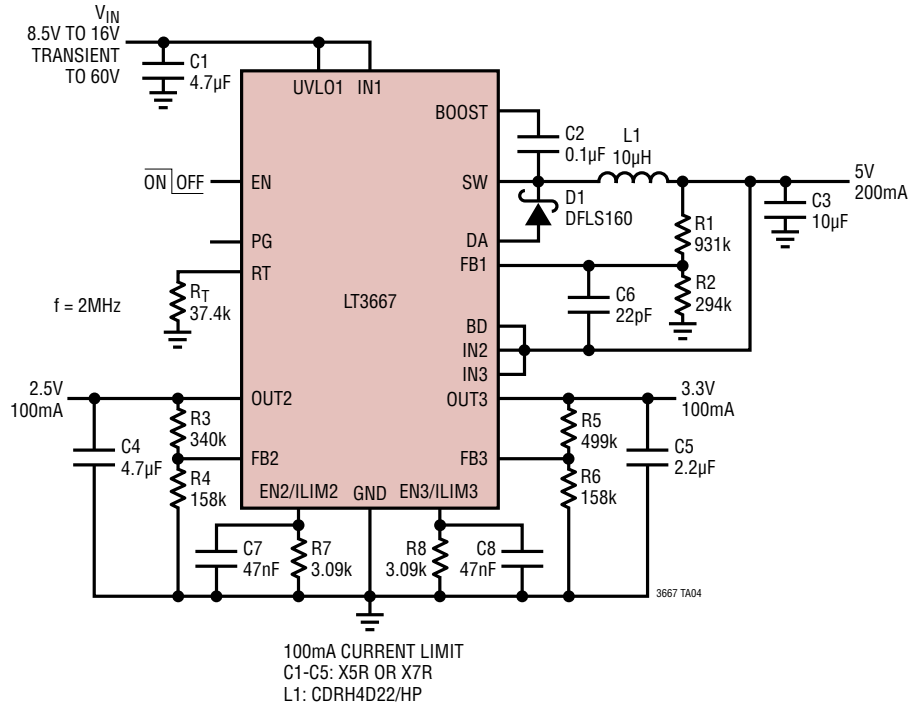 V_IN
8.5V TO 16V
TRANSIENT
TO 60V
C1
4.7µF
UVLO1 IN1
BOOST
C2
0.1µF
L1
10µH
ON OFF
EN
SW
5V
200mA
D1
DFLS160
C3
10µF
PG
DA
R1
931k
RT
FB1
f = 2MHz
R_T
37.4k
LT3667
C6
22pF
R2
294k
BD
IN2
IN3
2.5V
100mA
OUT2
OUT3
3.3V
100mA
R3
340k
R5
499k
C4
4.7µF
FB2
FB3
C5
2.2µF
R4
158k
R6
158k
EN2/ILIM2 GND EN3/ILIM3
C7
47nF
R7
3.09k
R8
3.09k
C8
47nF
3667 TA04
100mA CURRENT LIMIT
C1-C5: X5R OR X7R
L1: CDRH4D22/HP